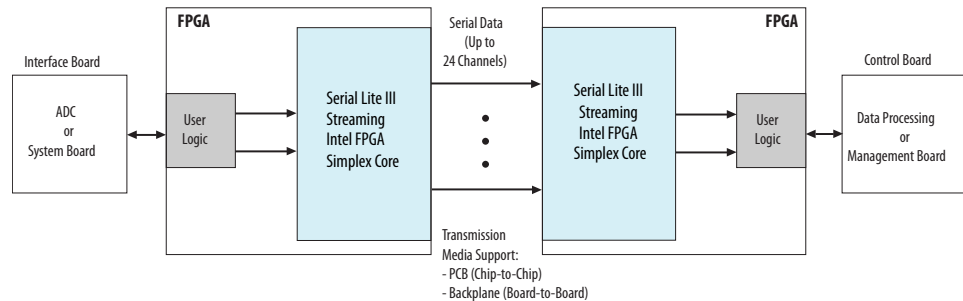 FPGA
Serial Data
(Up to
24 Channels)
FPGA
Interface Board
ADC
or
System Board
User
Logic
Serial Lite III
Streaming
Intel FPGA
Simplex Core
Serial Lite III
Streaming
Intel FPGA
Simplex Core
User
Logic
Control Board
Data Processing
or
Management Board
Transmission
Media Support:
- PCB (Chip-to-Chip)
- Backplane (Board-to-Board)